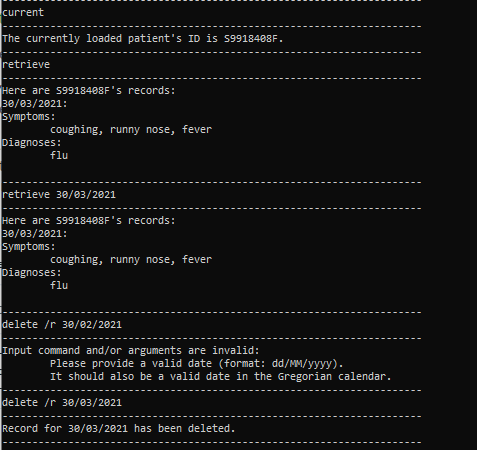 --------------------------------------------------------------
current
--------------------------------------------------------------
The currently loaded patient's ID is S9918408F.
--------------------------------------------------------------
retrieve
--------------------------------------------------------------
Here are S9918408F's records:
30/03/2021:
Symptoms:
        coughing, runny nose, fever
Diagnoses:
        flu
--------------------------------------------------------------
retrieve 30/03/2021
--------------------------------------------------------------
Here are S9918408F's records:
30/03/2021:
Symptoms:
        coughing, runny nose, fever
Diagnoses:
        flu
--------------------------------------------------------------
delete /r 30/02/2021
--------------------------------------------------------------
Input command and/or arguments are invalid:
        Please provide a valid date (format: dd/MM/yyyy).
        It should also be a valid date in the Gregorian calendar.
--------------------------------------------------------------
delete /r 30/03/2021
--------------------------------------------------------------
Record for 30/03/2021 has been deleted.
--------------------------------------------------------------